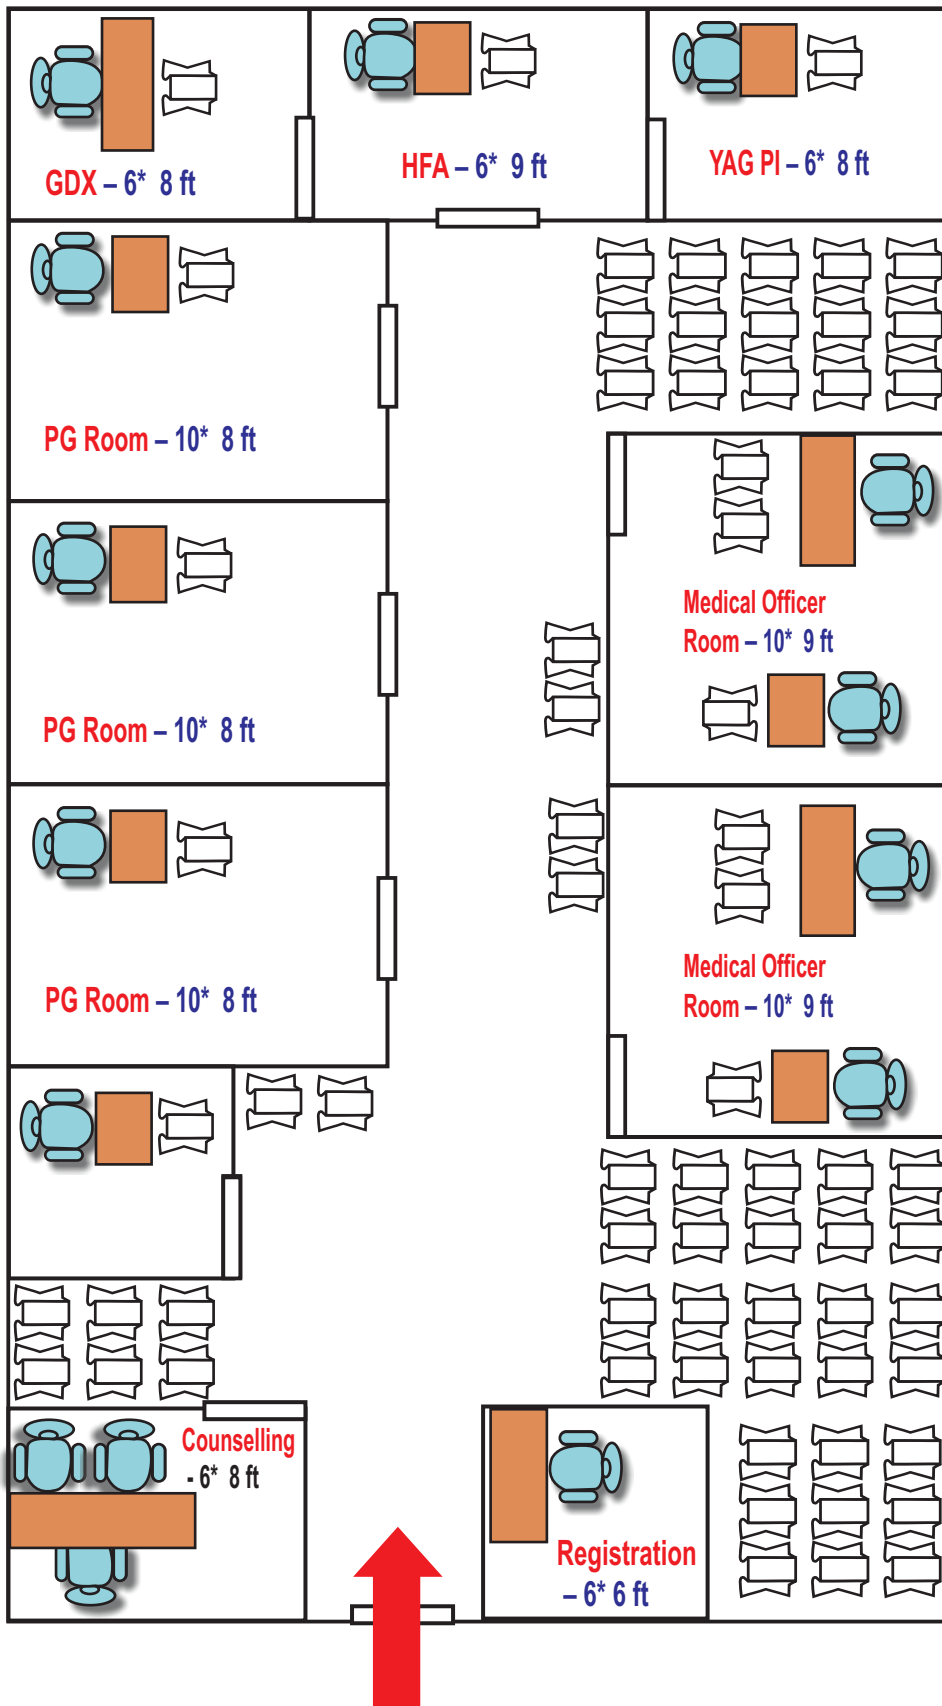 GDX – 6* 8 ft
HFA – 6* 9 ft
YAG PI – 6* 8 ft
PG Room – 10* 8 ft
Medical Officer
Room – 10* 9 ft
PG Room – 10* 8 ft
Medical Officer
Room – 10* 9 ft
PG Room – 10* 8 ft
Counselling
- 6* 8 ft
Registration
– 6* 6 ft